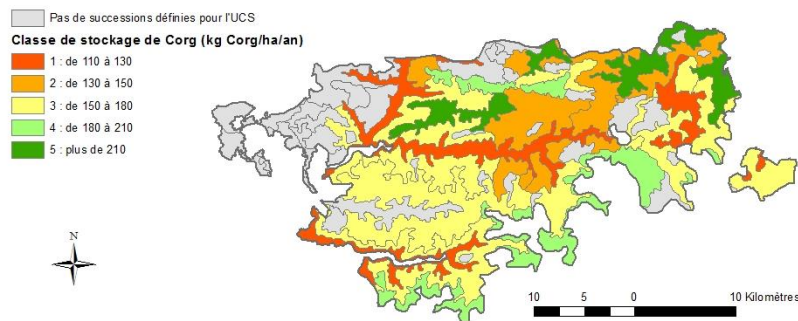 Pas de successions définies pour l'UCS
Classe de stockage de Corg (kg Corg/ha/an)
1 : de 110 à 130
2 : de 130 à 150
3 : de 150 à 180
4 : de 180 à 210
5 : plus de 210
N
10 5 0 10 Kilomètres